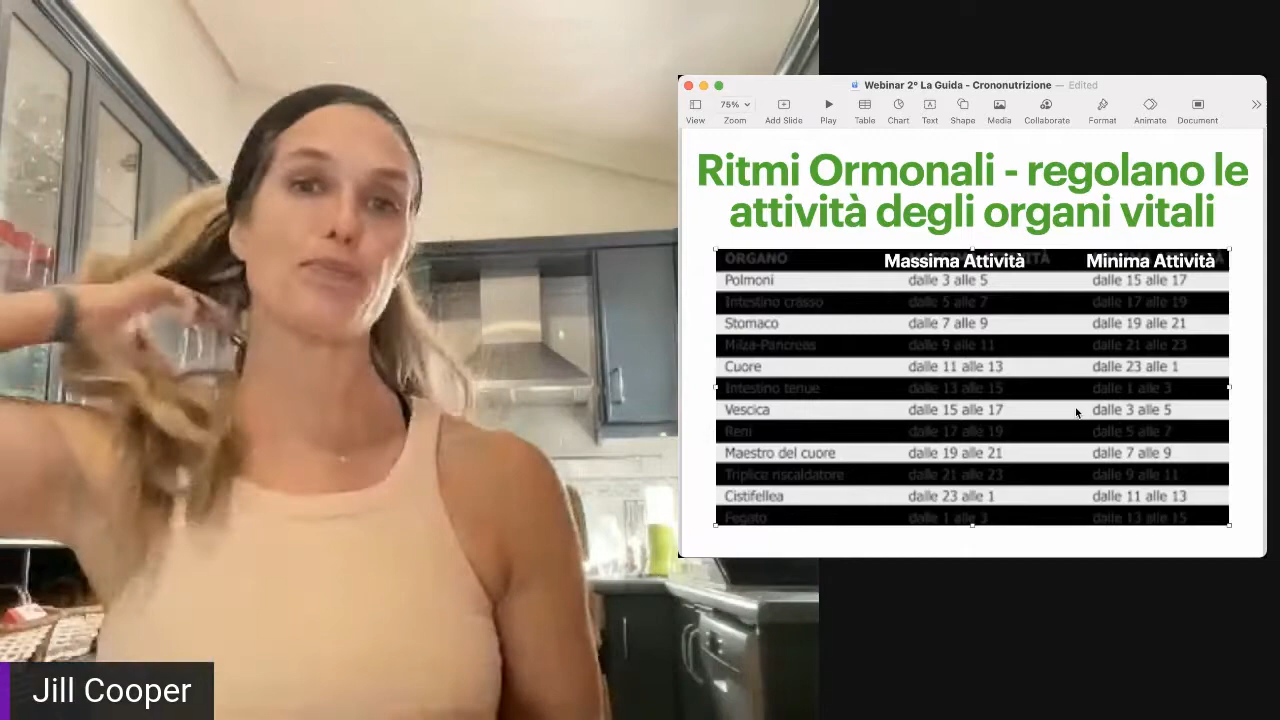 Webinar 2° La Guida - Crononutrizione — Edited
75%
View Zoom Add Slide Play Table Chart Text Shape Media Collaborate Format Animate Document
Ritmi Ormonali - regolano le
attività degli organi vitali
ORGANO Massima Attività Minima Attività
Polmoni dalle 3 alle 5 dalle 15 alle 17
Intestino crasso dalle 5 alle 7 dalle 17 alle 19
Stomaco dalle 7 alle 9 dalle 19 alle 21
Milza-Pancreas dalle 9 alle 11 dalle 21 alle 23
Cuore dalle 11 alle 13 dalle 23 alle 1
Intestino tenue dalle 13 alle 15 dalle 1 alle 3
Vescica dalle 15 alle 17 dalle 3 alle 5
Reni dalle 17 alle 19 dalle 5 alle 7
Maestro del cuore dalle 19 alle 21 dalle 7 alle 9
Triplice riscaldatore dalle 21 alle 23 dalle 9 alle 11
Cistifellea dalle 23 alle 1 dalle 11 alle 13
Fegato dalle 1 alle 3 dalle 13 alle 15
Jill Cooper